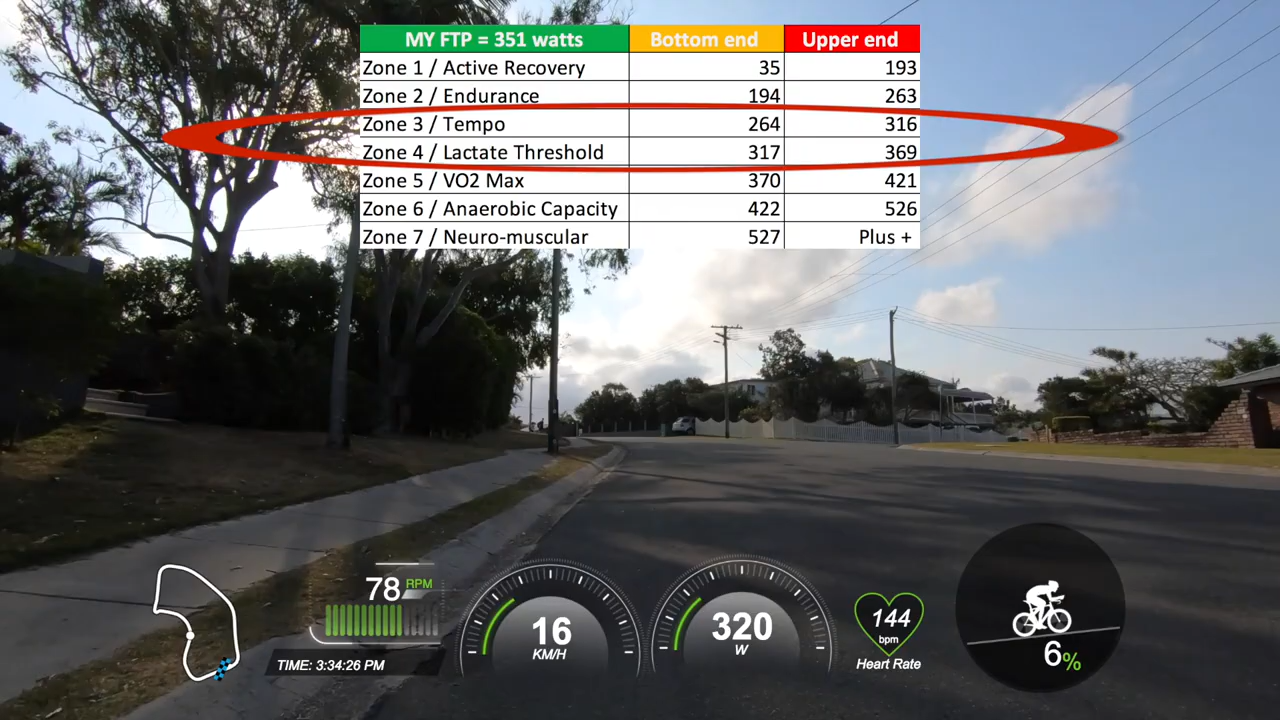 MY FTP = 351 watts Bottom end Upper end
Zone 1 / Active Recovery 35 193
Zone 2 / Endurance 194 263
Zone 3 / Tempo 264 316
Zone 4 / Lactate Threshold 317 369
Zone 5 / VO2 Max 370 421
Zone 6 / Anaerobic Capacity 422 526
Zone 7 / Neuro-muscular 527 Plus +
78 RPM
TIME: 3:34:26 PM
16
KM/H
320
W
144
bpm
Heart Rate
6%